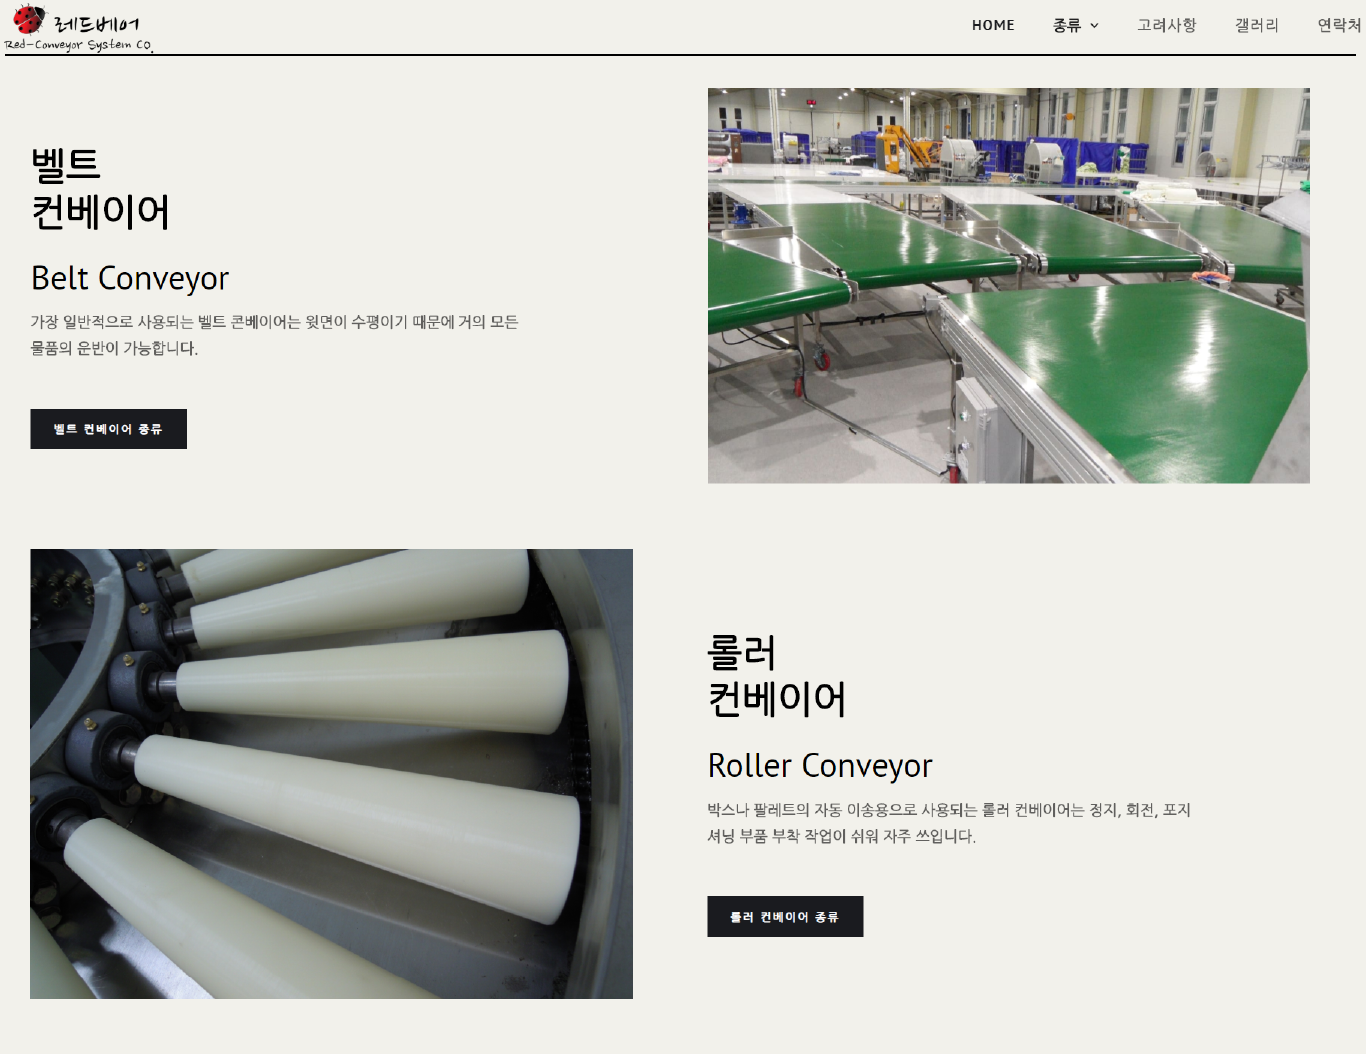 레드베어
Red-Conveyor System CO.
HOME 종류 고려사항 갤러리 연락처
벨트
컨베이어
Belt Conveyor
가장 일반적으로 사용되는 벨트 콘베이어는 윗면이 수평이기 때문에 거의 모든
물품의 운반이 가능합니다.
벨트 컨베이어 종류
롤러
컨베이어
Roller Conveyor
박스나 팔레트의 자동 이송용으로 사용되는 롤러 컨베이어는 정지, 회전, 포지
셔닝 부품 부착 작업이 쉬워 자주 쓰입니다.
롤러 컨베이어 종류